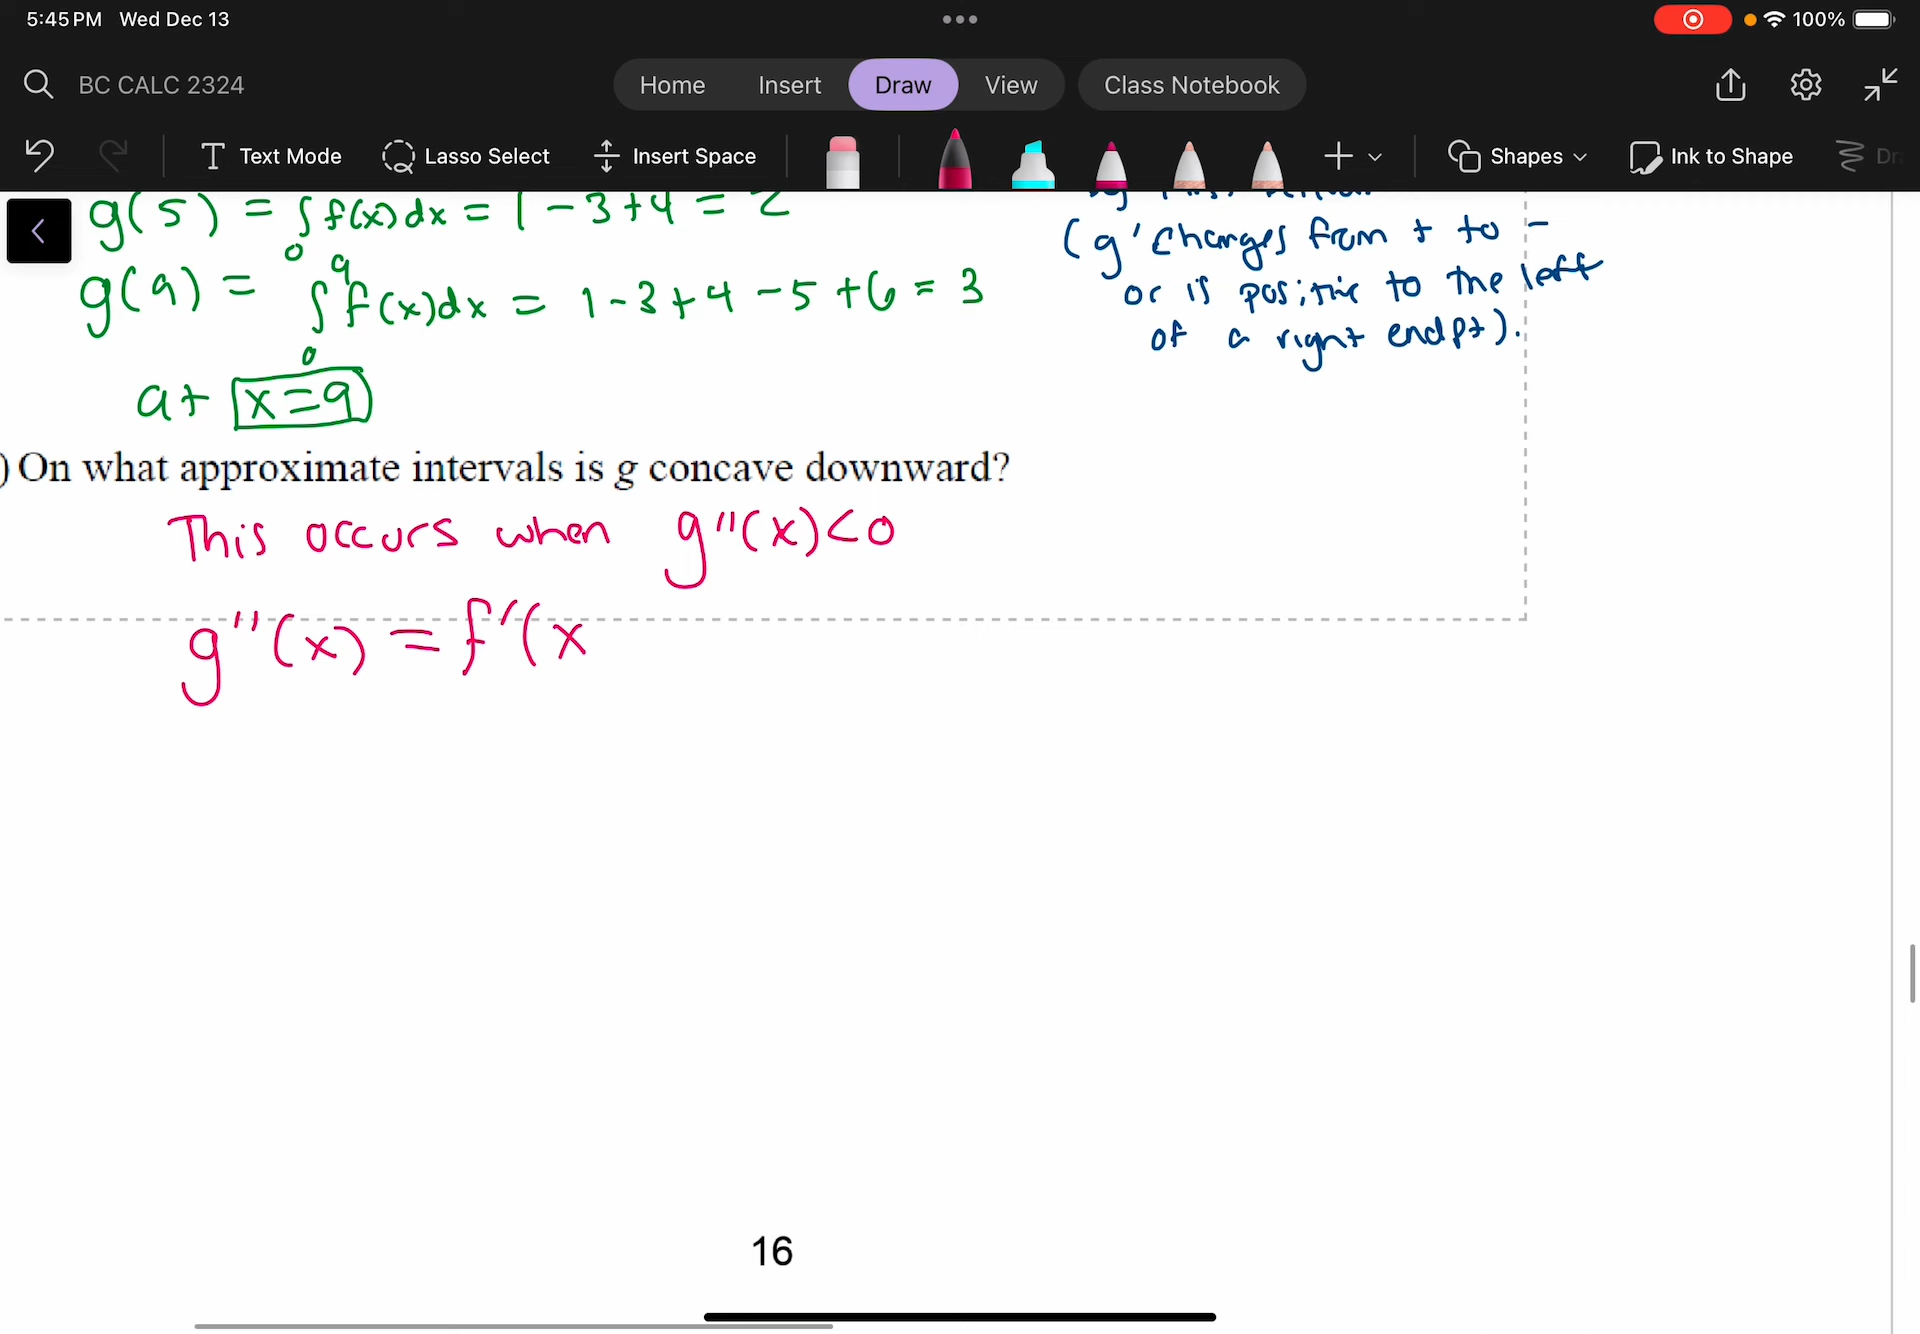 5:45 PM Wed Dec 13
100%
BC CALC 2324
Home Insert Draw View Class Notebook
Text Mode Lasso Select Insert Space Shapes Ink to Shape
g(5) = ∫ f(x)dx = 1-3+4 = 2
0
g(9) = ∫ f(x)dx = 1-3+4-5+6 = 3
9
0
at x=9
(g' changes from + to -
or is positive to the left
of a right endpt).
) On what approximate intervals is g concave downward?
This occurs when g''(x)<0
g''(x) = f'(x
16